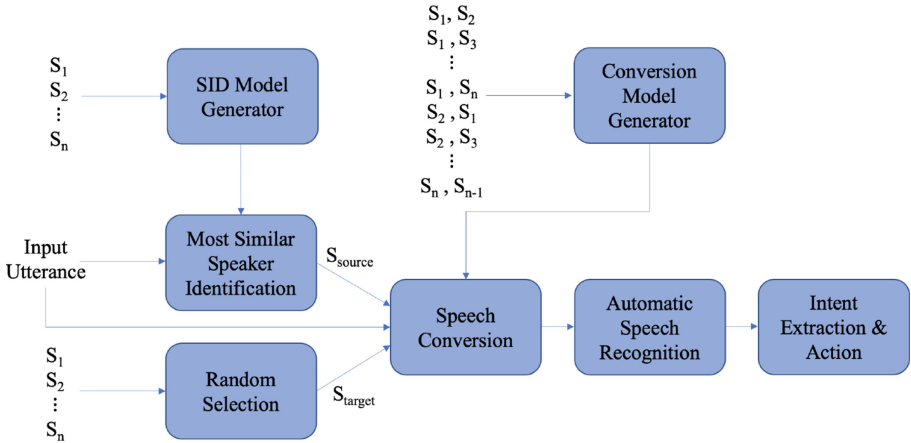 S1
S2
⋮
Sn
SID Model
Generator
S1, S2
S1 , S3
⋮
S1 , Sn
S2 , S1
S2 , S3
⋮
Sn , Sn-1
Conversion
Model
Generator
Input
Utterance
Most Similar
Speaker
Identification
Ssource
S1
S2
⋮
Sn
Random
Selection
Starget
Speech
Conversion
Automatic
Speech
Recognition
Intent
Extraction &
Action